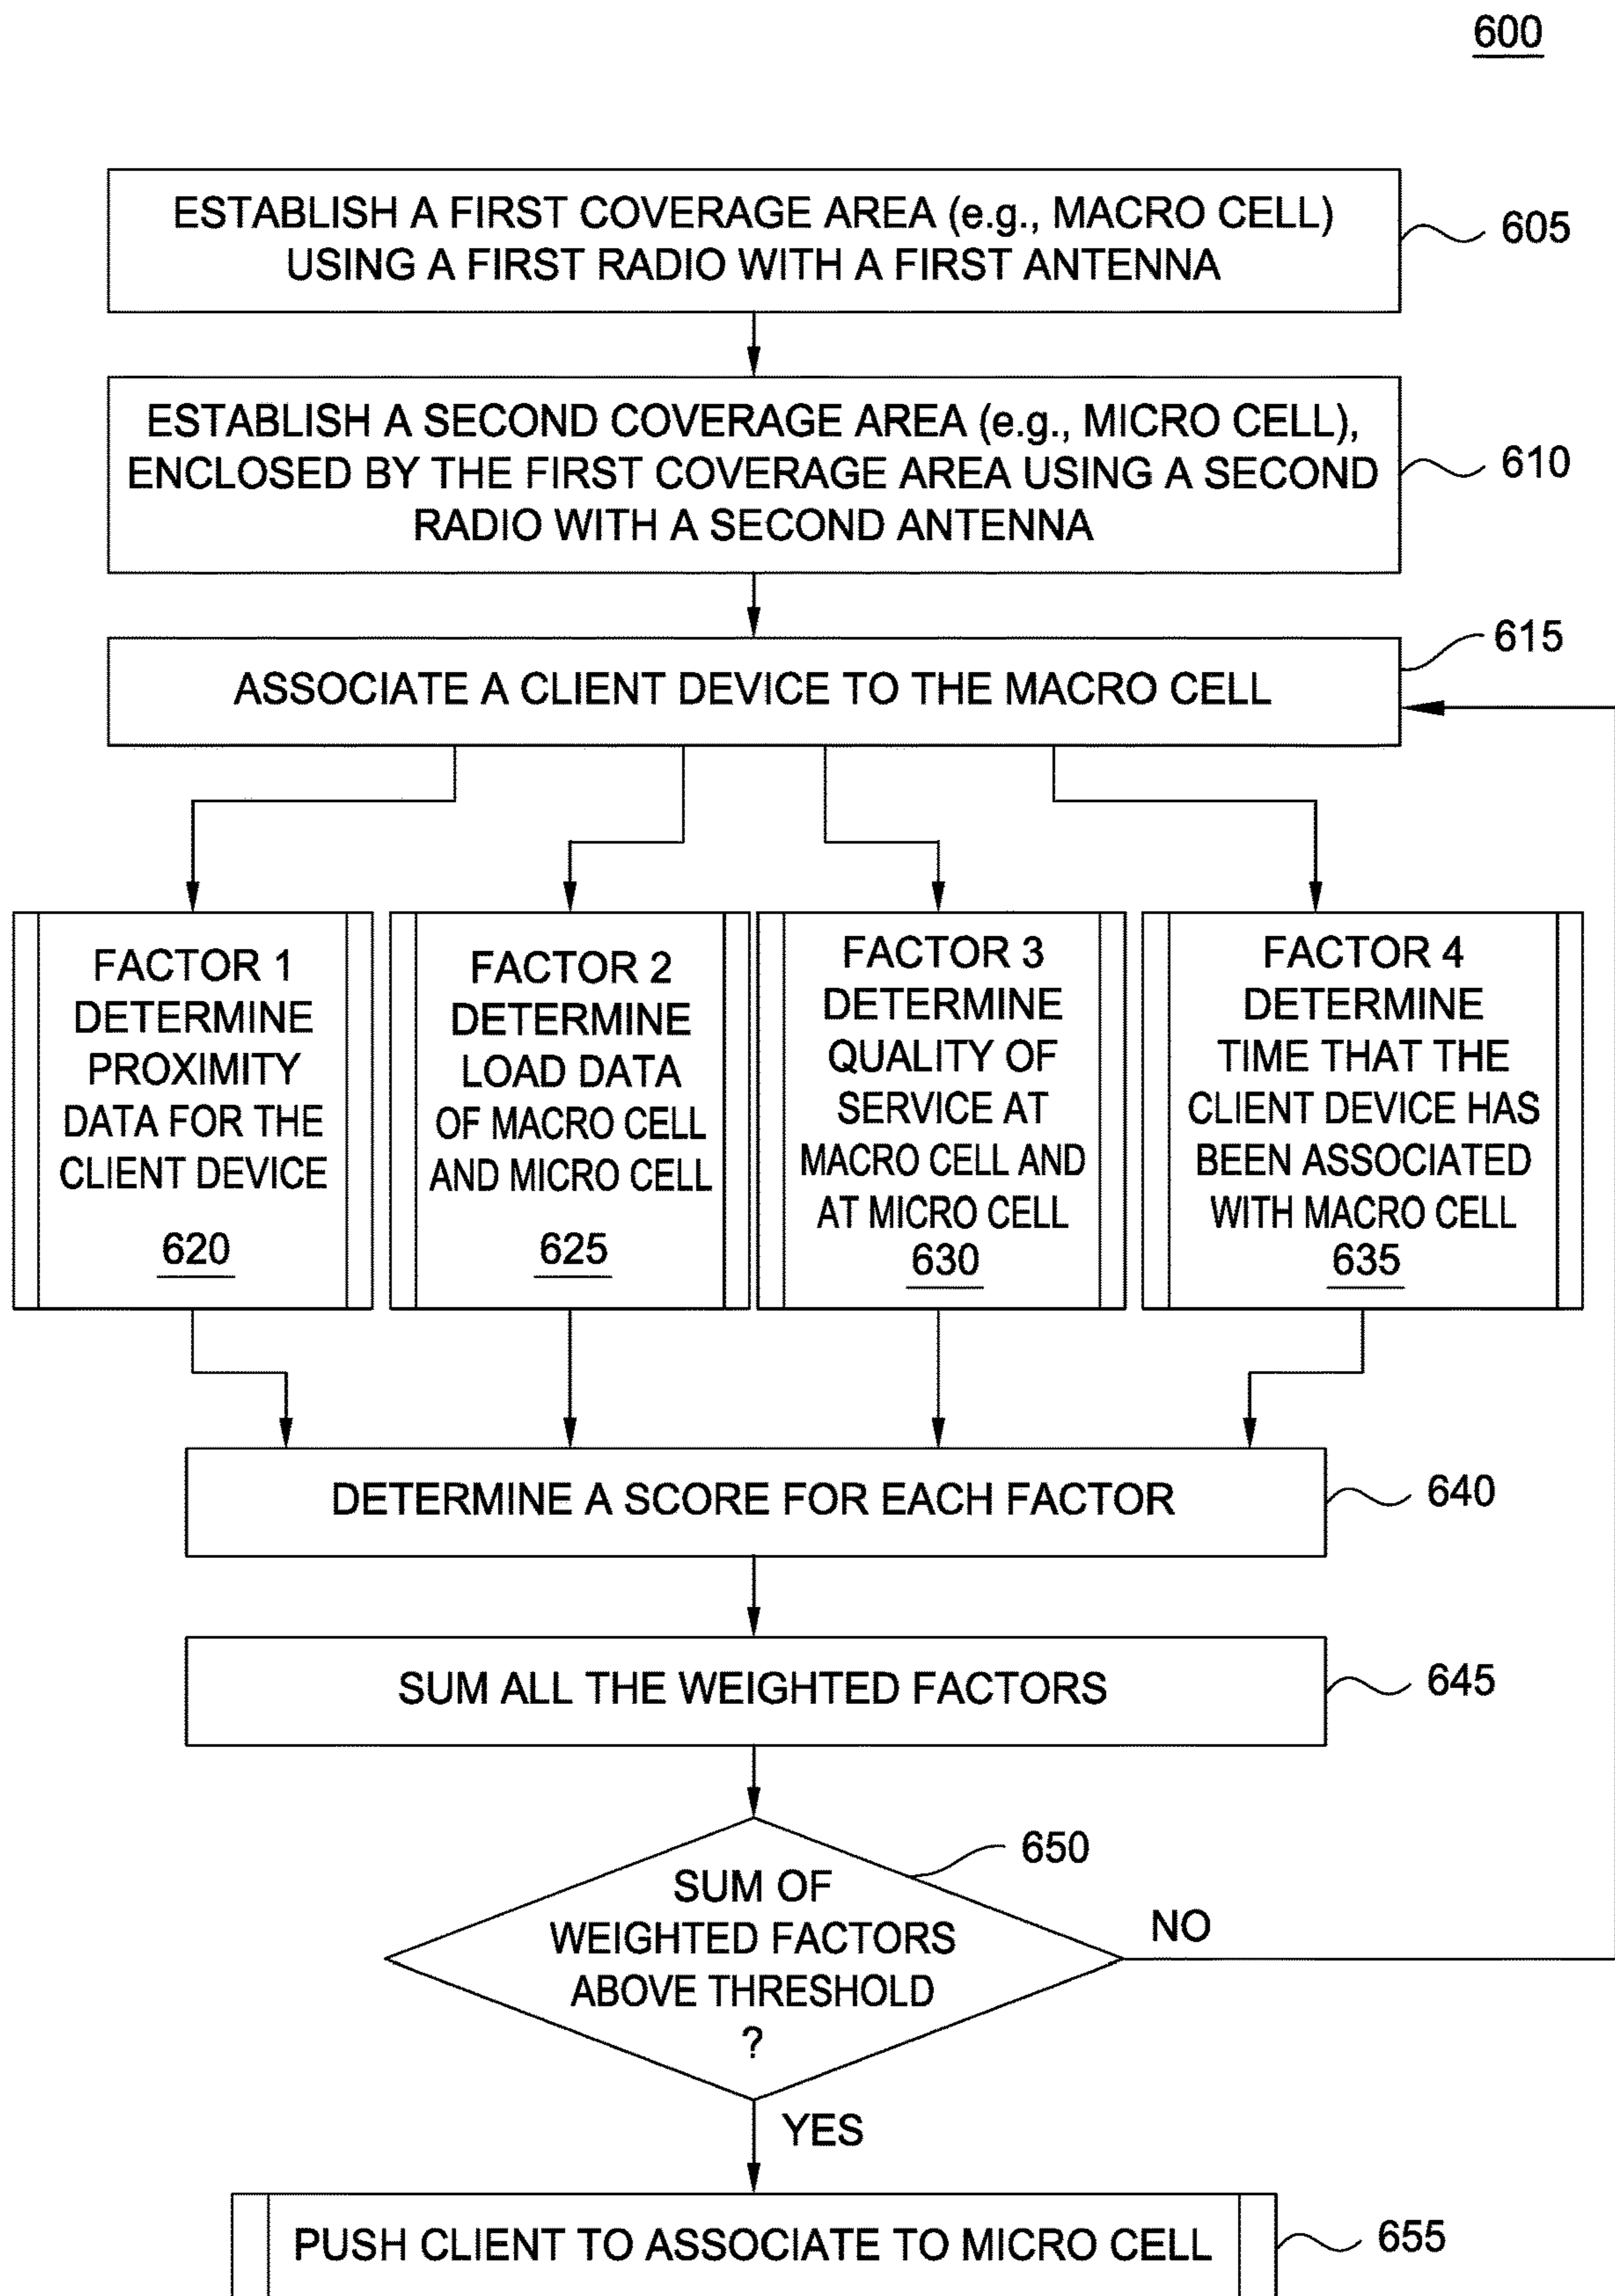 600
ESTABLISH A FIRST COVERAGE AREA (e.g., MACRO CELL)
USING A FIRST RADIO WITH A FIRST ANTENNA
605
ESTABLISH A SECOND COVERAGE AREA (e.g., MICRO CELL),
ENCLOSED BY THE FIRST COVERAGE AREA USING A SECOND
RADIO WITH A SECOND ANTENNA
610
ASSOCIATE A CLIENT DEVICE TO THE MACRO CELL
615
FACTOR 1
DETERMINE
PROXIMITY
DATA FOR THE
CLIENT DEVICE
620
FACTOR 2
DETERMINE
LOAD DATA
OF MACRO CELL
AND MICRO CELL
625
FACTOR 3
DETERMINE
QUALITY OF
SERVICE AT
MACRO CELL AND
AT MICRO CELL
630
FACTOR 4
DETERMINE
TIME THAT THE
CLIENT DEVICE HAS
BEEN ASSOCIATED
WITH MACRO CELL
635
DETERMINE A SCORE FOR EACH FACTOR
640
SUM ALL THE WEIGHTED FACTORS
645
SUM OF
WEIGHTED FACTORS
ABOVE THRESHOLD
?
650
NO
YES
PUSH CLIENT TO ASSOCIATE TO MICRO CELL
655